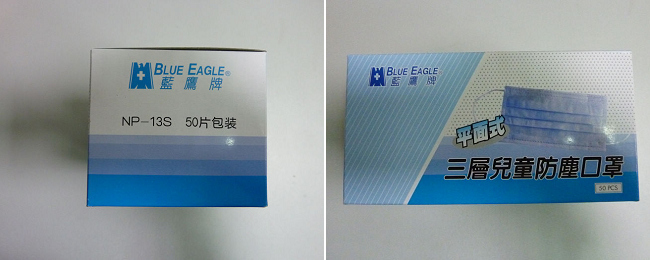 BLUE EAGLE®
藍鷹牌
NP-13S 50片包装
BLUE EAGLE
藍鷹牌
平面式
三層兒童防塵口罩
50 PCS